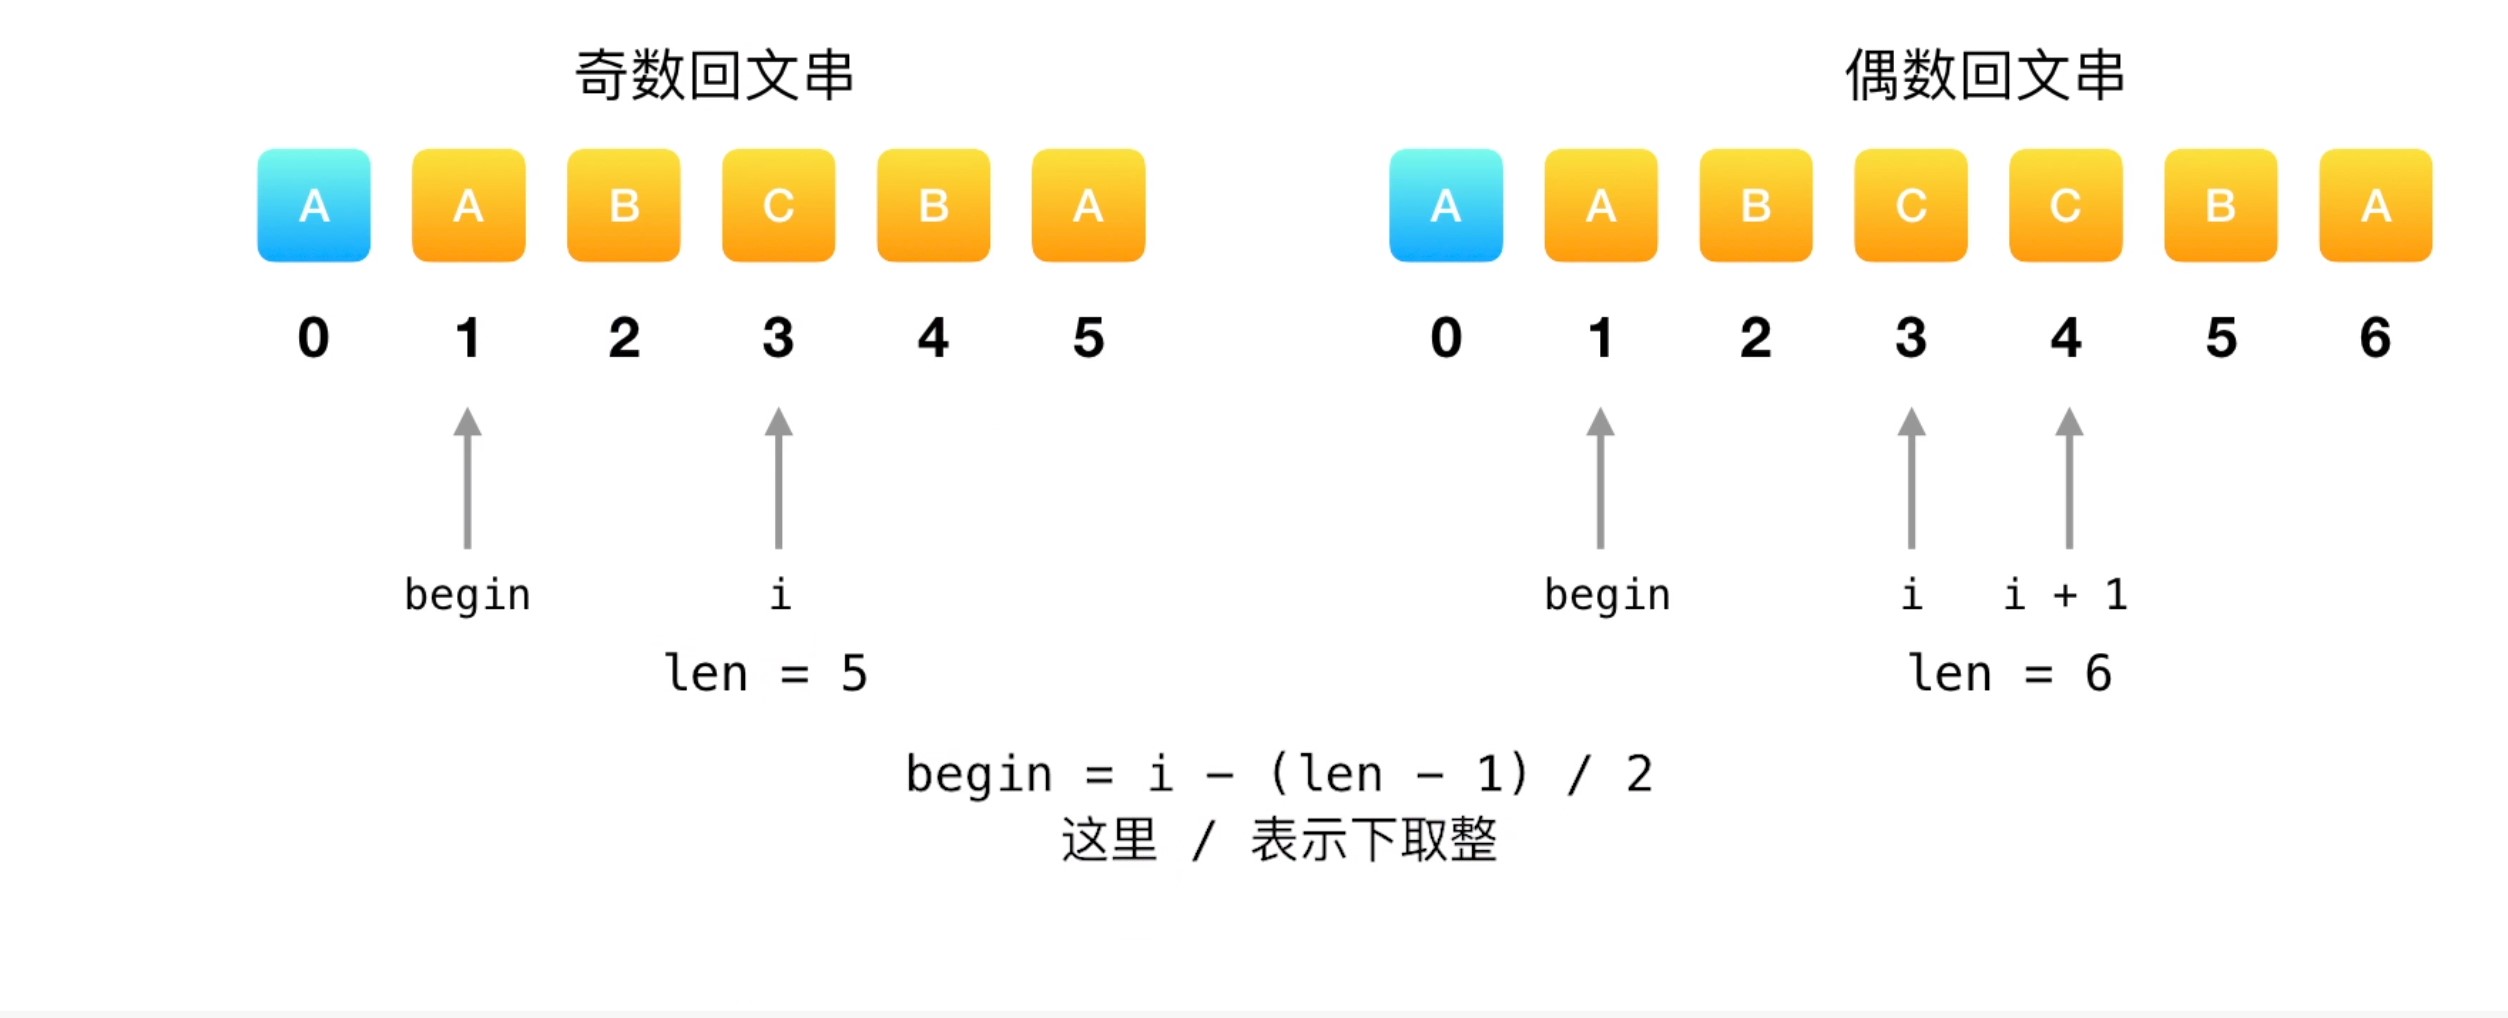 奇数回文串
A A B C B A
0 1 2 3 4 5
begin i
len = 5
偶数回文串
A A B C C B A
0 1 2 3 4 5 6
begin i i + 1
len = 6
begin = i − (len − 1) / 2
这里 / 表示下取整